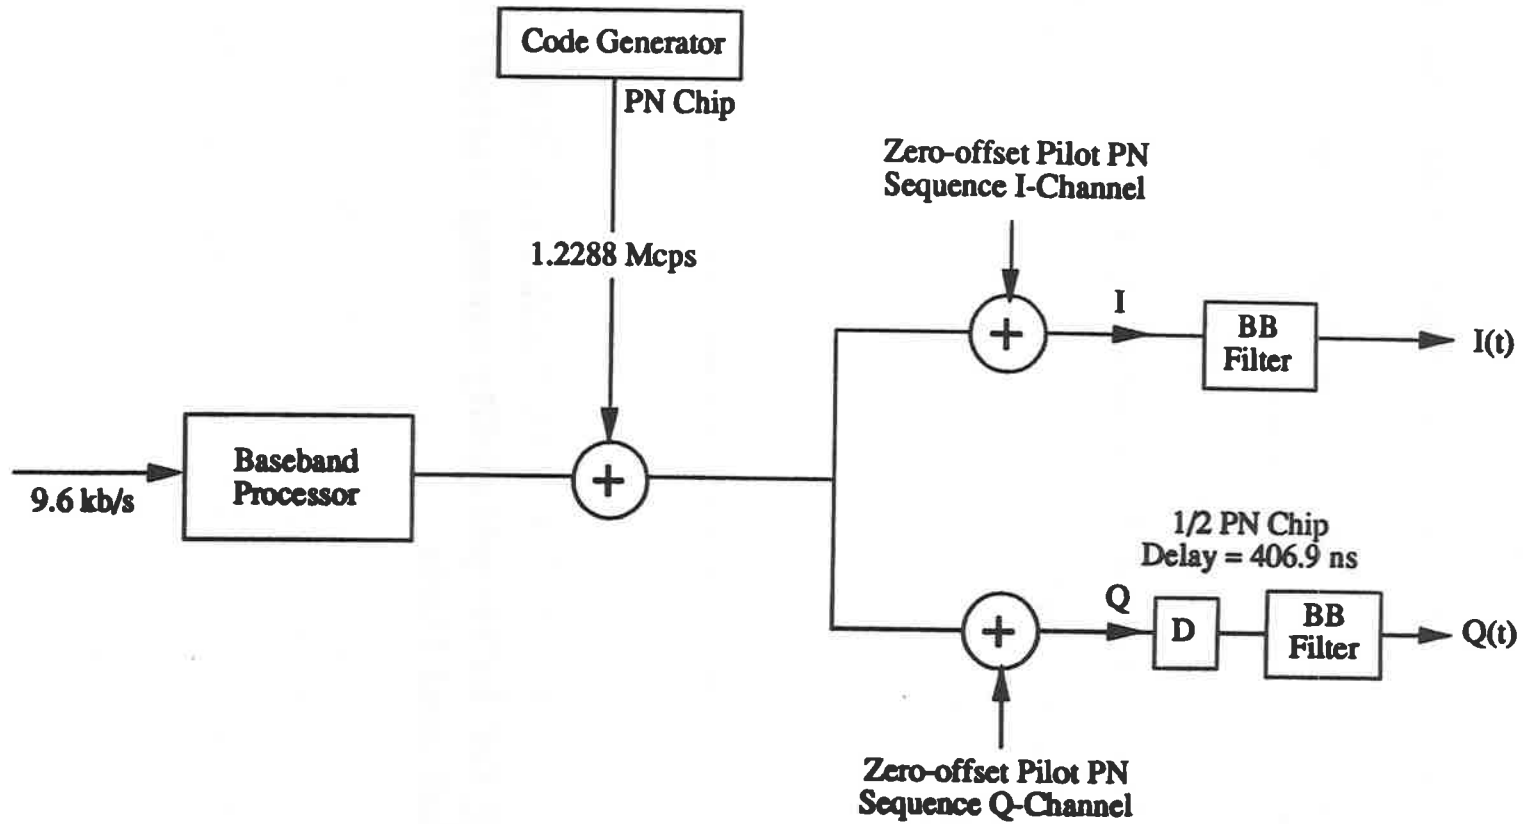 Code Generator
PN Chip
1.2288 Mcps
Zero-offset Pilot PN
Sequence I-Channel
+
I
BB
Filter
I(t)
9.6 kb/s
Baseband
Processor
+
1/2 PN Chip
Delay = 406.9 ns
+
Q
D
BB
Filter
Q(t)
Zero-offset Pilot PN
Sequence Q-Channel